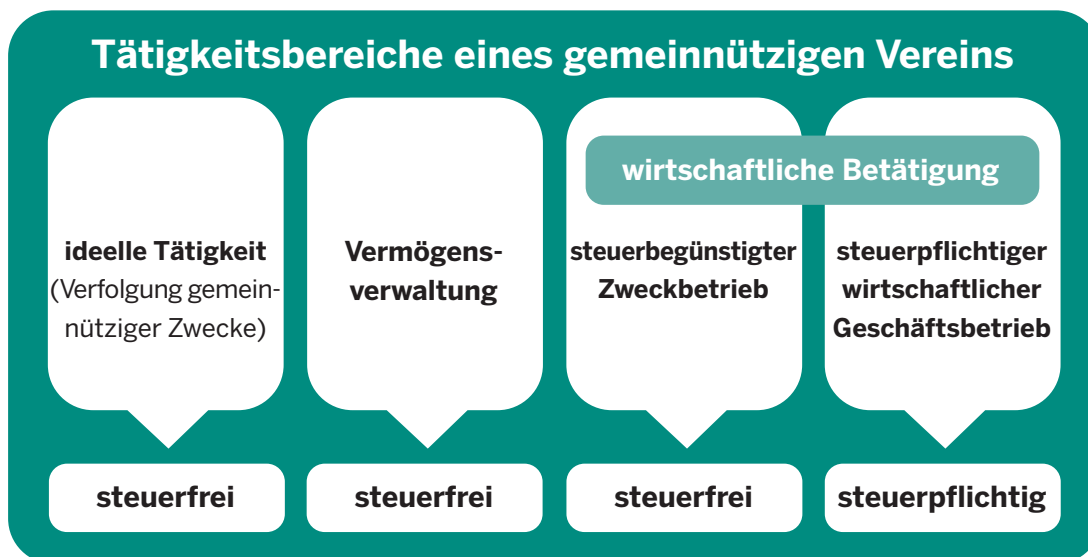 Tätigkeitsbereiche eines gemeinnützigen Vereins
wirtschaftliche Betätigung
ideelle Tätigkeit
(Verfolgung gemein-
nütziger Zwecke)
Vermögens-
verwaltung
steuerbegünstigter
Zweckbetrieb
steuerpflichtiger
wirtschaftlicher
Geschäftsbetrieb
steuerfrei
steuerfrei
steuerfrei
steuerpflichtig